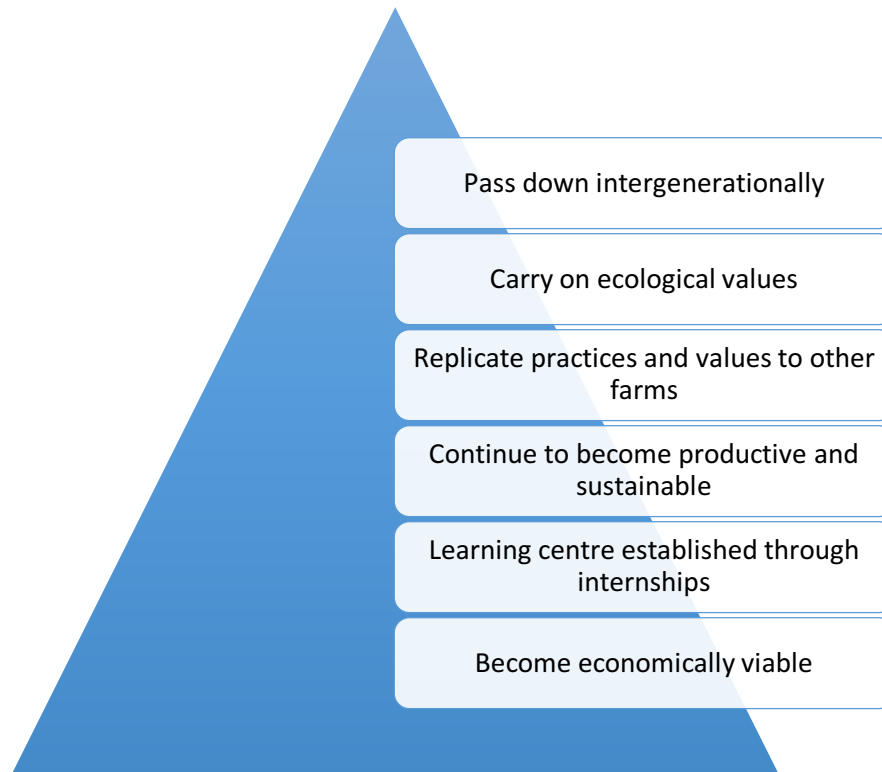 Pass down intergenerationally
Carry on ecological values
Replicate practices and values to other
farms
Continue to become productive and
sustainable
Learning centre established through
internships
Become economically viable